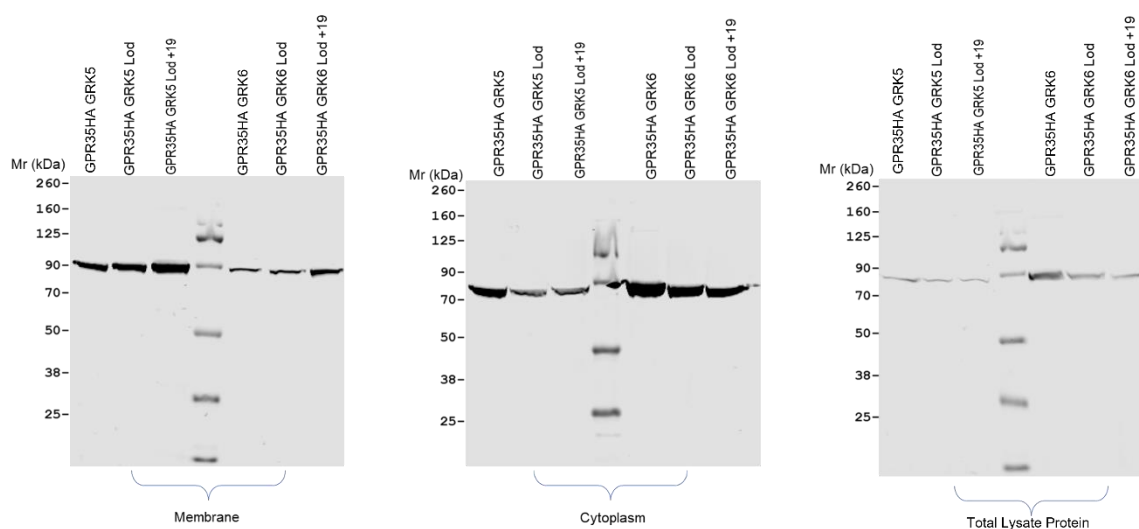 GPR35HA GRK5
GPR35HA GRK5 Lod
GPR35HA GRK5 Lod +19
GPR35HA GRK6
GPR35HA GRK6 Lod
GPR35HA GRK6 Lod +19
Mr (kDa)
260-
160-
125-
90-
70-
50-
38-
25-
Membrane
GPR35HA GRK5
GPR35HA GRK5 Lod
GPR35HA GRK5 Lod +19
GPR35HA GRK6
GPR35HA GRK6 Lod
GPR35HA GRK6 Lod +19
Mr (kDa)
260-
160-
125-
90-
70-
50-
38-
25-
Cytoplasm
GPR35HA GRK5
GPR35HA GRK5 Lod
GPR35HA GRK5 Lod +19
GPR35HA GRK6
GPR35HA GRK6 Lod
GPR35HA GRK6 Lod +19
Mr (kDa)
260-
160-
125-
90-
70-
50-
38-
25-
Total Lysate Protein